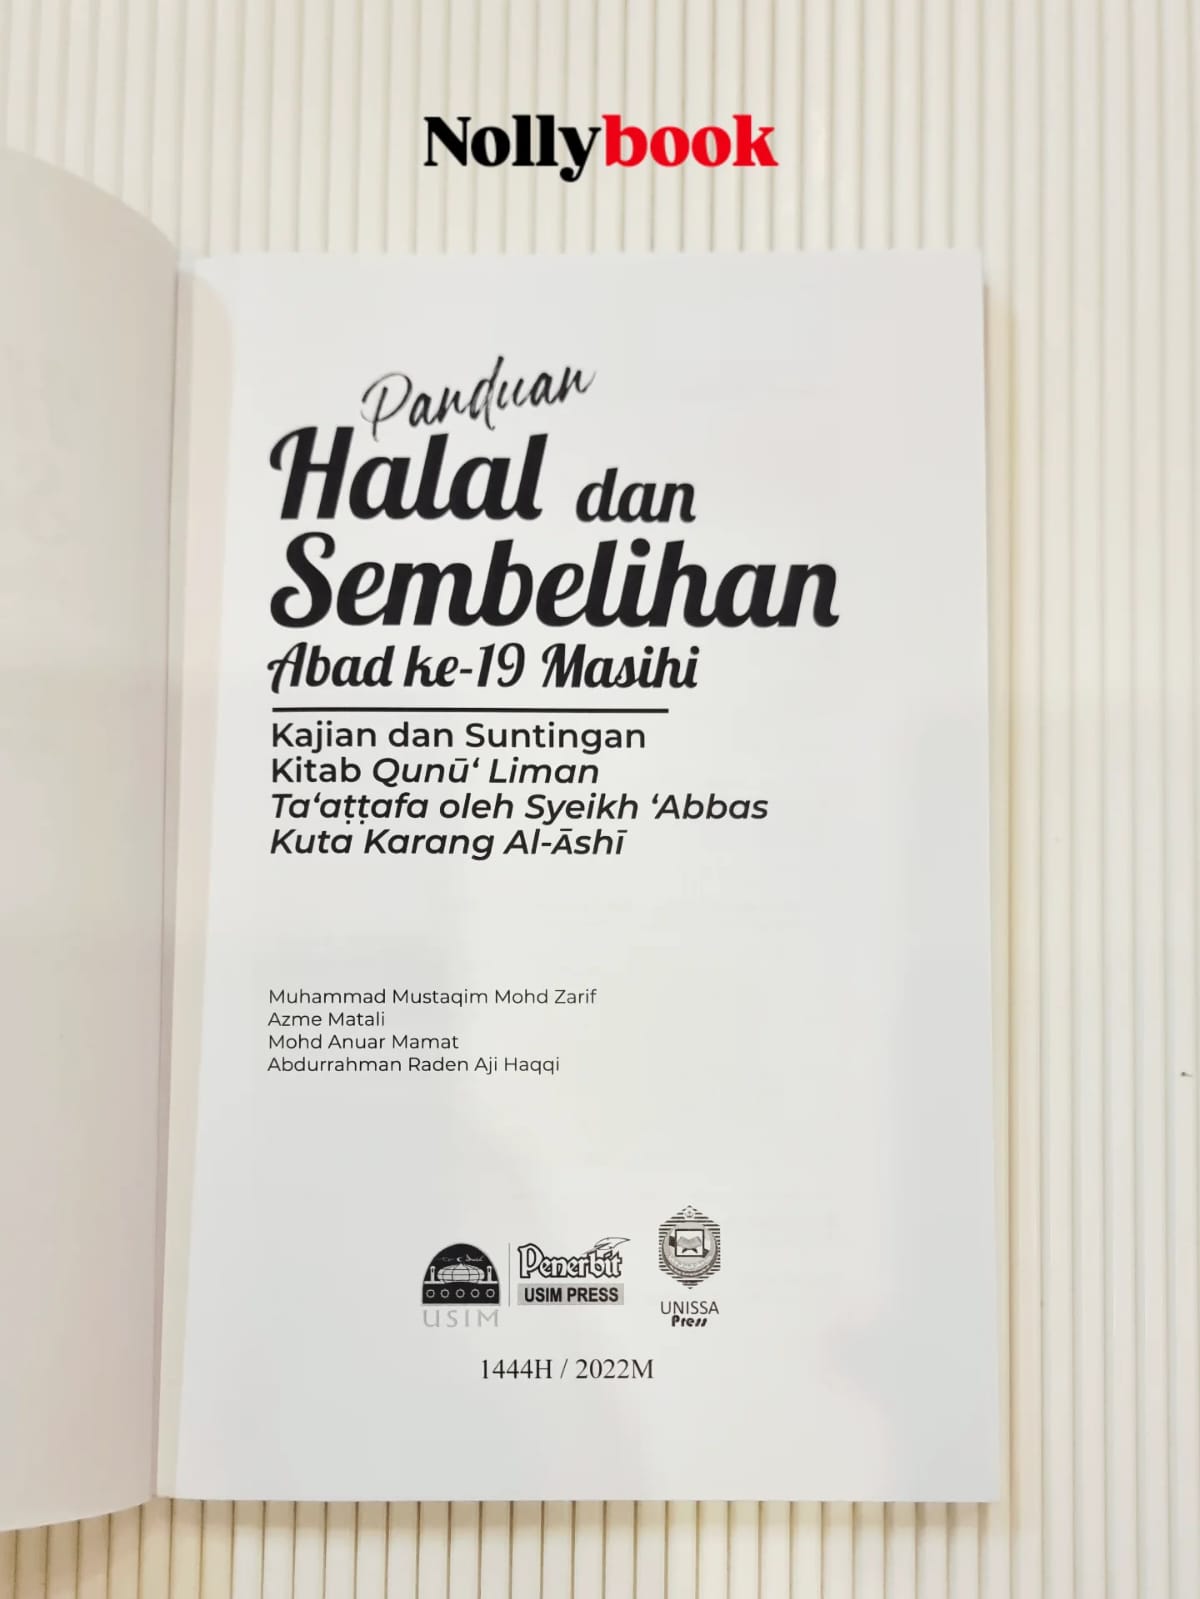 Nollybook
Panduan
Halal dan
Sembelihan
Abad ke-19 Masihi
Kajian dan Suntingan
Kitab Qunū‘ Liman
Ta‘aṭṭafa oleh Syeikh ‘Abbas
Kuta Karang Al-Āshī
Muhammad Mustaqim Mohd Zarif
Azme Matali
Mohd Anuar Mamat
Abdurrahman Raden Aji Haqqi
USIM
Penerbit
USIM PRESS
UNISSA
Press
1444H / 2022M